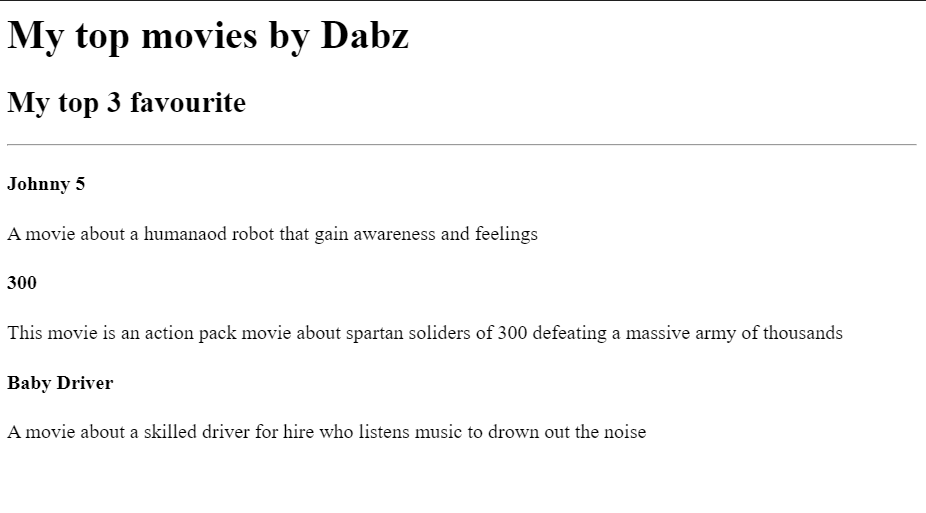 My top movies by Dabz
My top 3 favourite
Johnny 5
A movie about a humanaod robot that gain awareness and feelings
300
This movie is an action pack movie about spartan soliders of 300 defeating a massive army of thousands
Baby Driver
A movie about a skilled driver for hire who listens music to drown out the noise